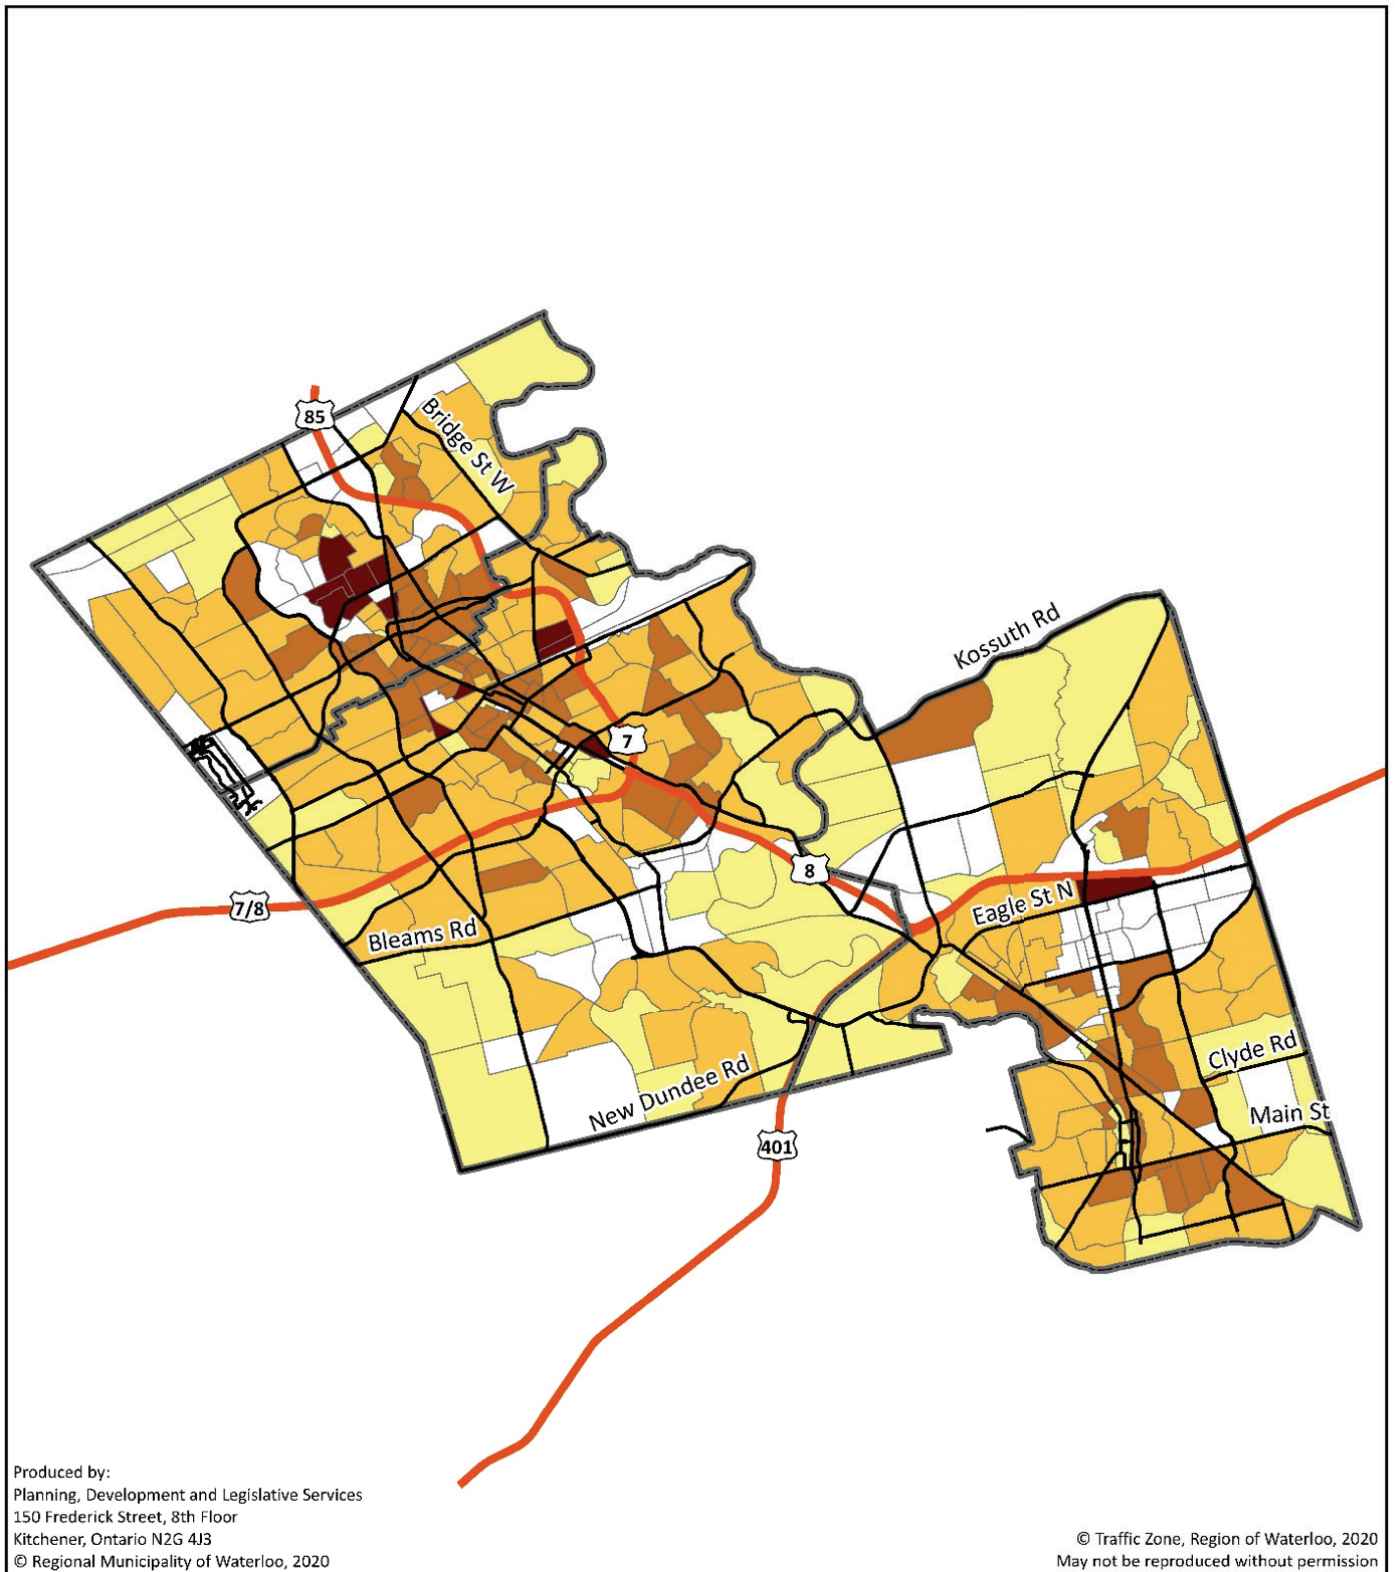 85
Bridge St W
Kossuth Rd
7
8
7/8
Eagle St N
Bleams Rd
Clyde Rd
New Dundee Rd
Main St
401
Produced by:
Planning, Development and Legislative Services
150 Frederick Street, 8th Floor
Kitchener, Ontario N2G 4J3
© Regional Municipality of Waterloo, 2020
© Traffic Zone, Region of Waterloo, 2020
May not be reproduced without permission